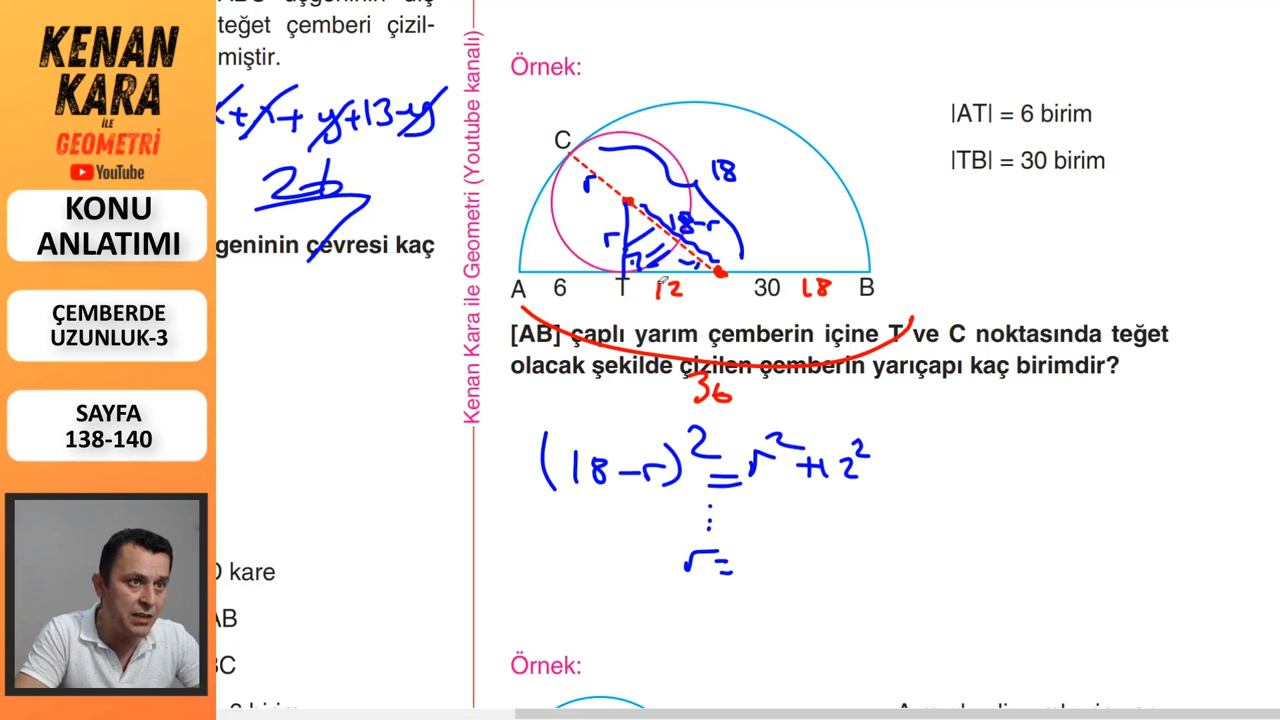 KENAN
KARA
İLE
GEOMETRİ
YouTube
KONU
ANLATIMI
ÇEMBERDE
UZUNLUK-3
SAYFA
138-140
teğet çemberi çizil-
miştir.
x+x+y+13-y
26
geninin çevresi kaç
kare
AB
BC
Kenan Kara ile Geometri (Youtube kanalı)
Örnek:
|AT| = 6 birim
|TB| = 30 birim
C
r
18
r
18-r
A 6 T 12 30 18 B
[AB] çaplı yarım çemberin içine T ve C noktasında teğet
olacak şekilde çizilen çemberin yarıçapı kaç birimdir?
36
(18-r)² = r²+12²
r=
Örnek: